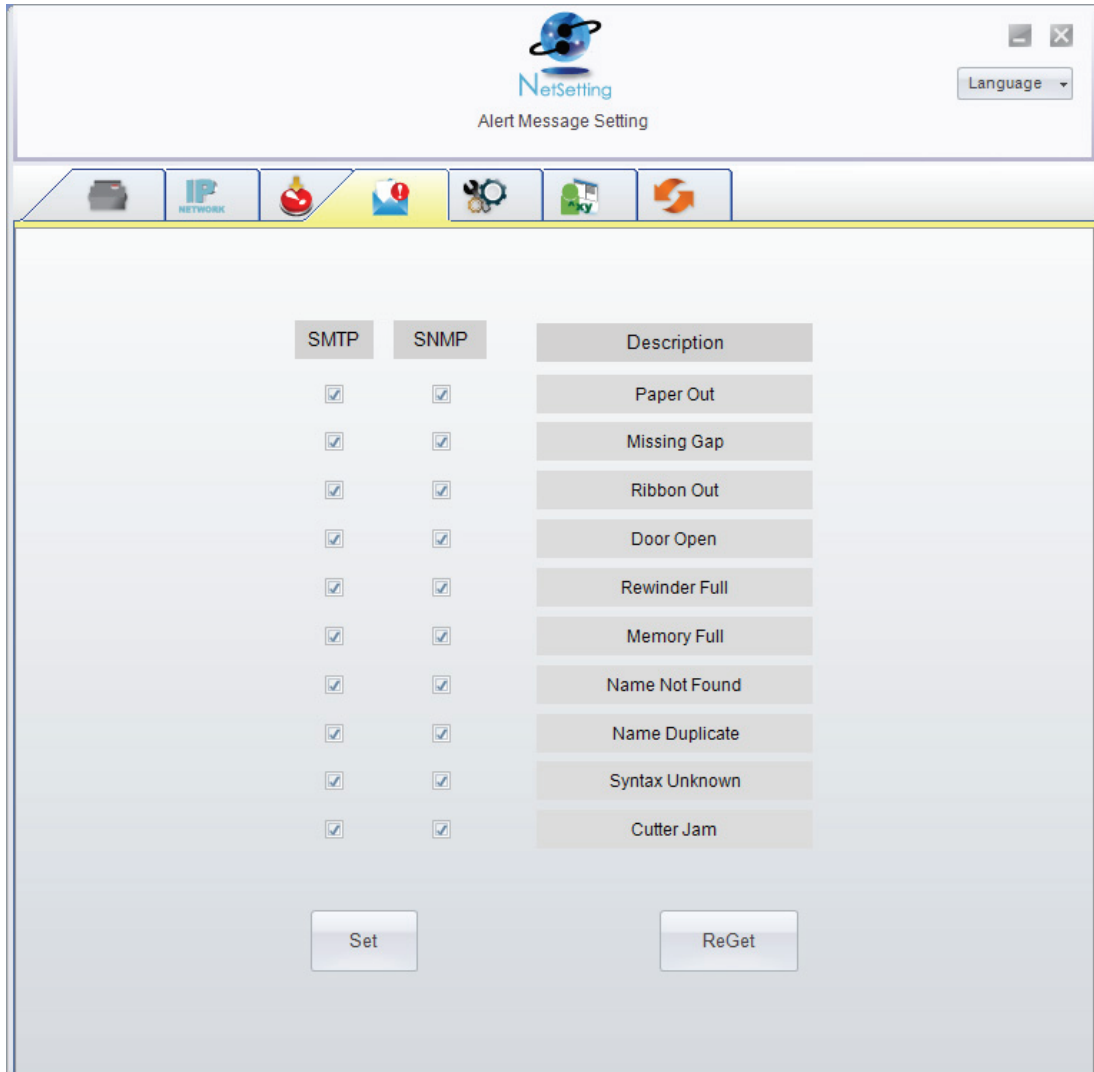 NetSetting
Language
Alert Message Setting
IP
NETWORK
^xy
SMTP SNMP Description
Paper Out
Missing Gap
Ribbon Out
Door Open
Rewinder Full
Memory Full
Name Not Found
Name Duplicate
Syntax Unknown
Cutter Jam
Set ReGet